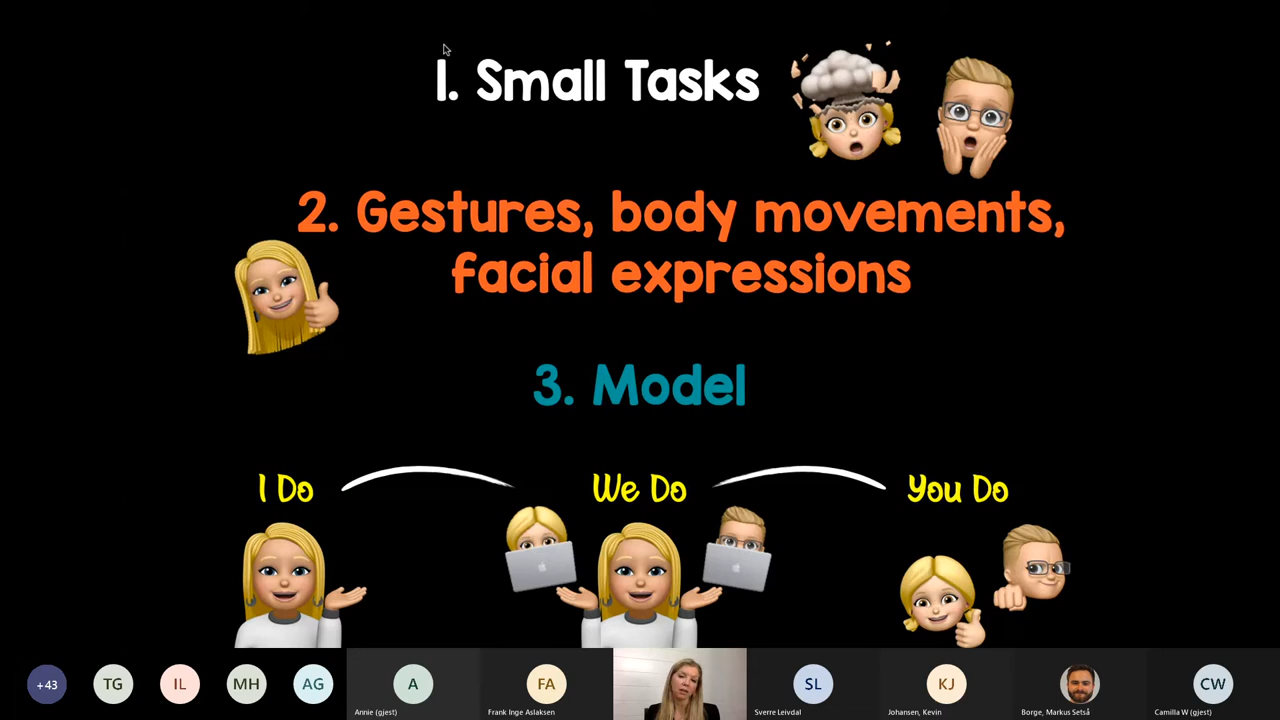 1. Small Tasks
2. Gestures, body movements,
facial expressions
3. Model
I Do
We Do
You Do
+43
TG
IL
MH
AG
A
FA
SL
KJ
CW
Annie (gjest)
Frank Inge Aslaksen
Sverre Leivdal
Johansen, Kevin
Borge, Markus Setså
Camilla W (gjest)